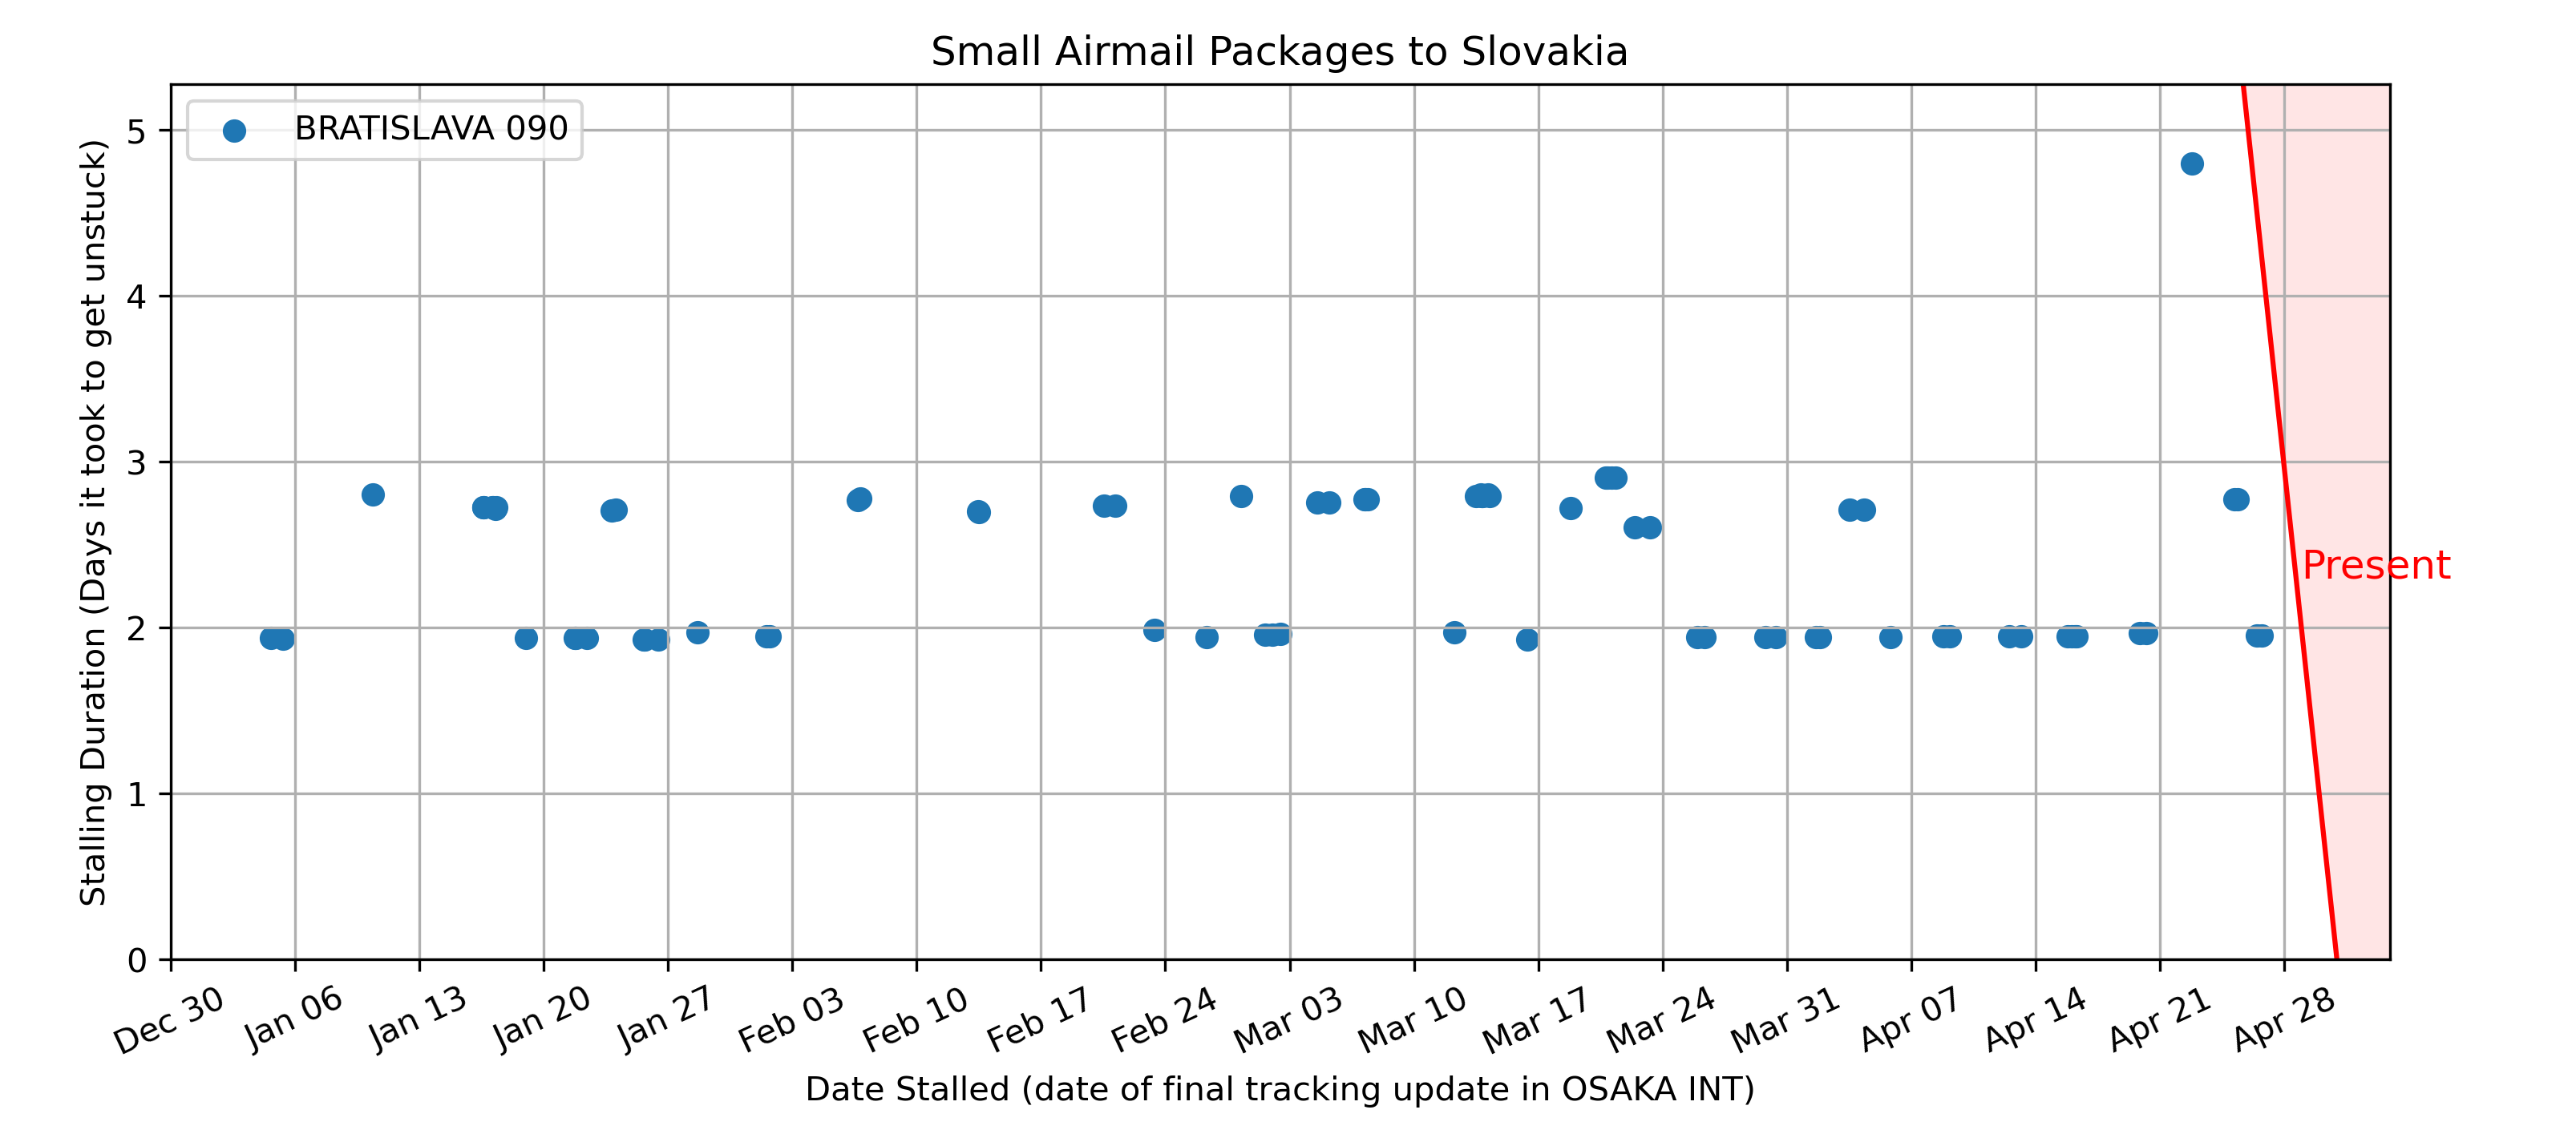 Small Airmail Packages to Slovakia
BRATISLAVA 090
Stalling Duration (Days it took to get unstuck)
5
4
3
2
1
0
Present
Dec 30
Jan 06
Jan 13
Jan 20
Jan 27
Feb 03
Feb 10
Feb 17
Feb 24
Mar 03
Mar 10
Mar 17
Mar 24
Mar 31
Apr 07
Apr 14
Apr 21
Apr 28
Date Stalled (date of final tracking update in OSAKA INT)